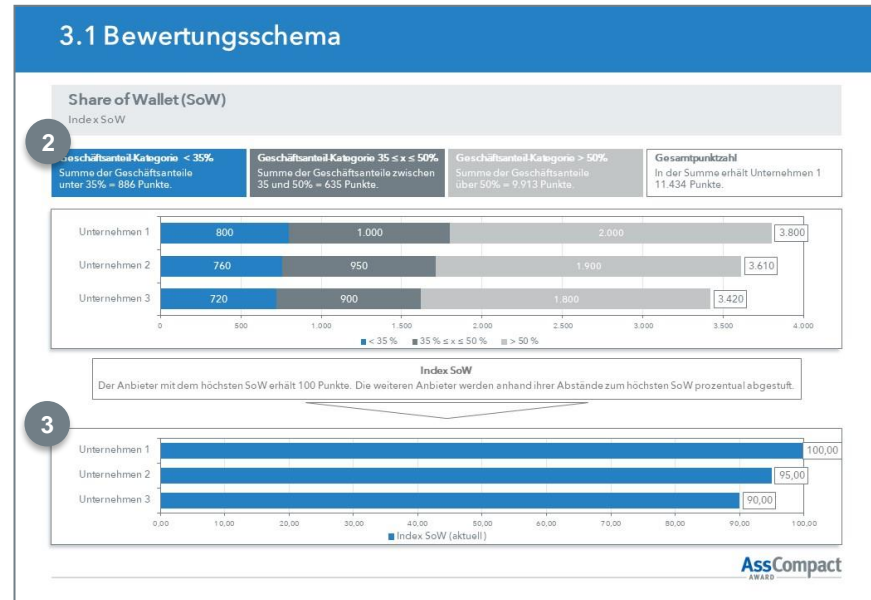 3.1 Bewertungsschema
Share of Wallet (SoW)
Index SoW
2
Geschäftsanteil-Kategorie < 35%
Summe der Geschäftsanteile
unter 35% = 886 Punkte.
Geschäftsanteil-Kategorie 35 ≤ x ≤ 50%
Summe der Geschäftsanteile zwischen
35 und 50% = 635 Punkte.
Geschäftsanteil-Kategorie > 50%
Summe der Geschäftsanteile
über 50% = 9.913 Punkte.
Gesamtpunktzahl
In der Summe erhält Unternehmen 1
11.434 Punkte.
Unternehmen 1 800 1.000 2.000 3.800
Unternehmen 2 760 950 1.900 3.610
Unternehmen 3 720 900 1.800 3.420
0 500 1.000 1.500 2.000 2.500 3.000 3.500 4.000
< 35 % 35 % ≤ x ≤ 50 % > 50 %
Index SoW
Der Anbieter mit dem höchsten SoW erhält 100 Punkte. Die weiteren Anbieter werden anhand ihrer Abstände zum höchsten SoW prozentual abgestuft.
3
Unternehmen 1 100,00
Unternehmen 2 95,00
Unternehmen 3 90,00
0,00 10,00 20,00 30,00 40,00 50,00 60,00 70,00 80,00 90,00 100,00
Index SoW (aktuell)
AssCompact
AWARD